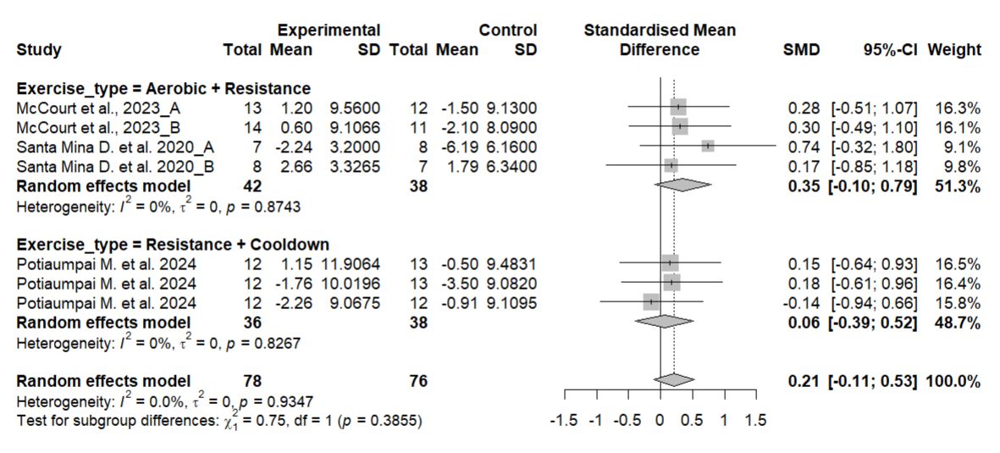 Experimental Control Standardised Mean
Study Total Mean SD Total Mean SD Difference SMD 95%-CI Weight
Exercise_type = Aerobic + Resistance
McCourt et al., 2023_A 13 1.20 9.5600 12 -1.50 9.1300 0.28 [-0.51; 1.07] 16.3%
McCourt et al., 2023_B 14 0.60 9.1066 11 -2.10 8.0900 0.30 [-0.49; 1.10] 16.1%
Santa Mina D. et al. 2020_A 7 -2.24 3.2000 8 -6.19 6.1600 0.74 [-0.32; 1.80] 9.1%
Santa Mina D. et al. 2020_B 8 2.66 3.3265 7 1.79 6.3400 0.17 [-0.85; 1.18] 9.8%
Random effects model 42 38 0.35 [-0.10; 0.79] 51.3%
Heterogeneity: I² = 0%, τ² = 0, p = 0.8743
Exercise_type = Resistance + Cooldown
Potiaumpai M. et al. 2024 12 1.15 11.9064 13 -0.50 9.4831 0.15 [-0.64; 0.93] 16.5%
Potiaumpai M. et al. 2024 12 -1.76 10.0196 13 -3.50 9.0820 0.18 [-0.61; 0.96] 16.4%
Potiaumpai M. et al. 2024 12 -2.26 9.0675 12 -0.91 9.1095 -0.14 [-0.94; 0.66] 15.8%
Random effects model 36 38 0.06 [-0.39; 0.52] 48.7%
Heterogeneity: I² = 0%, τ² = 0, p = 0.8267
Random effects model 78 76 0.21 [-0.11; 0.53] 100.0%
Heterogeneity: I² = 0.0%, τ² = 0, p = 0.9347
Test for subgroup differences: χ₁² = 0.75, df = 1 (p = 0.3855)
-1.5 -1 -0.5 0 0.5 1 1.5